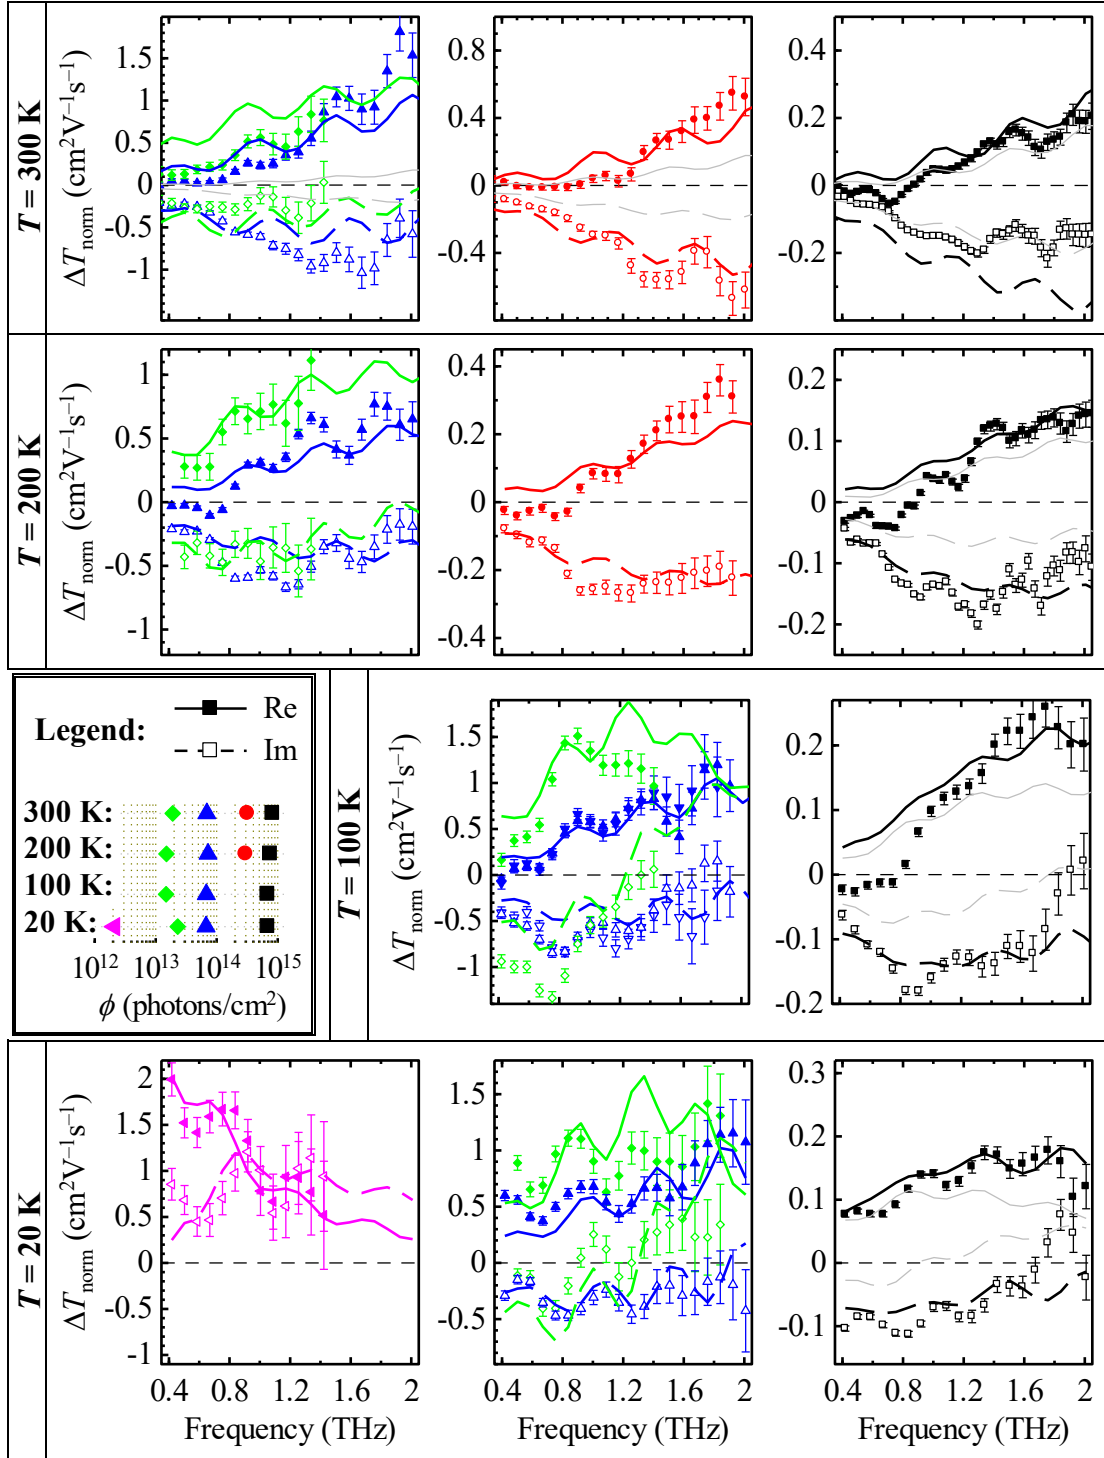 T = 300 K
ΔT_norm (cm²V⁻¹s⁻¹)
1.5
1
0.5
0
-0.5
-1
0.8
0.4
0
-0.4
0.4
0.2
0
-0.2
T = 200 K
ΔT_norm (cm²V⁻¹s⁻¹)
1
0.5
0
-0.5
-1
0.4
0.2
0
-0.2
-0.4
0.2
0.1
0
-0.1
-0.2
Legend:
Re
Im
300 K:
200 K:
100 K:
20 K:
10¹² 10¹³ 10¹⁴ 10¹⁵
ϕ (photons/cm²)
T = 100 K
ΔT_norm (cm²V⁻¹s⁻¹)
1.5
1
0.5
0
-0.5
-1
0.2
0.1
0
-0.1
-0.2
T = 20 K
ΔT_norm (cm²V⁻¹s⁻¹)
2
1.5
1
0.5
0
-0.5
-1
1.5
1
0.5
0
-0.5
0.3
0.2
0.1
0
-0.1
0.4 0.8 1.2 1.6 2
0.4 0.8 1.2 1.6 2
0.4 0.8 1.2 1.6 2
Frequency (THz)
Frequency (THz)
Frequency (THz)